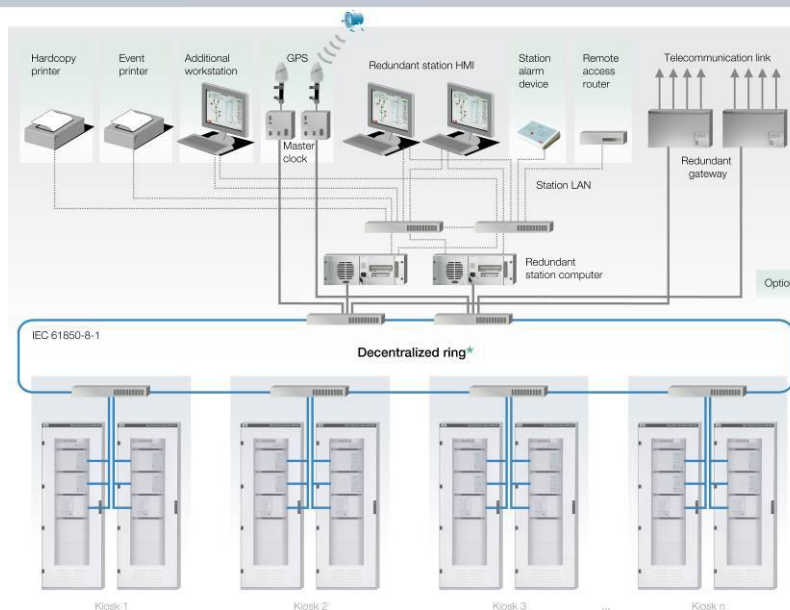 Hardcopy
printer
Event
printer
Additional
workstation
GPS
Redundant station HMI
Station
alarm
device
Remote
access
router
Telecommunication link
Master
clock
Station LAN
Redundant
gateway
Redundant
station computer
Optio
IEC 61850-8-1
Decentralized ring*
Kiosk 1
Kiosk 2
Kiosk 3
...
Kiosk n